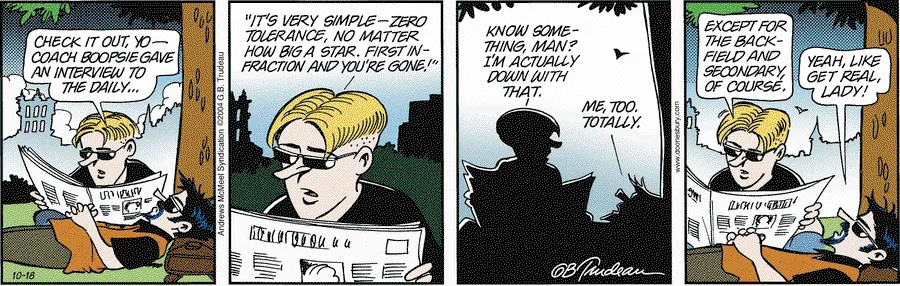 CHECK IT OUT, YO—
COACH BOOPSIE GAVE
AN INTERVIEW TO
THE DAILY...
10-18
Andrews McMeel Syndication ©2004 G.B. Trudeau
"IT'S VERY SIMPLE—ZERO
TOLERANCE, NO MATTER
HOW BIG A STAR. FIRST IN-
FRACTION AND YOU'RE GONE!"
KNOW SOME-
THING, MAN?
I'M ACTUALLY
DOWN WITH
THAT.
ME, TOO.
TOTALLY.
GB Trudeau
www.doonesbury.com
EXCEPT FOR
THE BACK-
FIELD AND
SECONDARY,
OF COURSE.
YEAH, LIKE
GET REAL,
LADY!